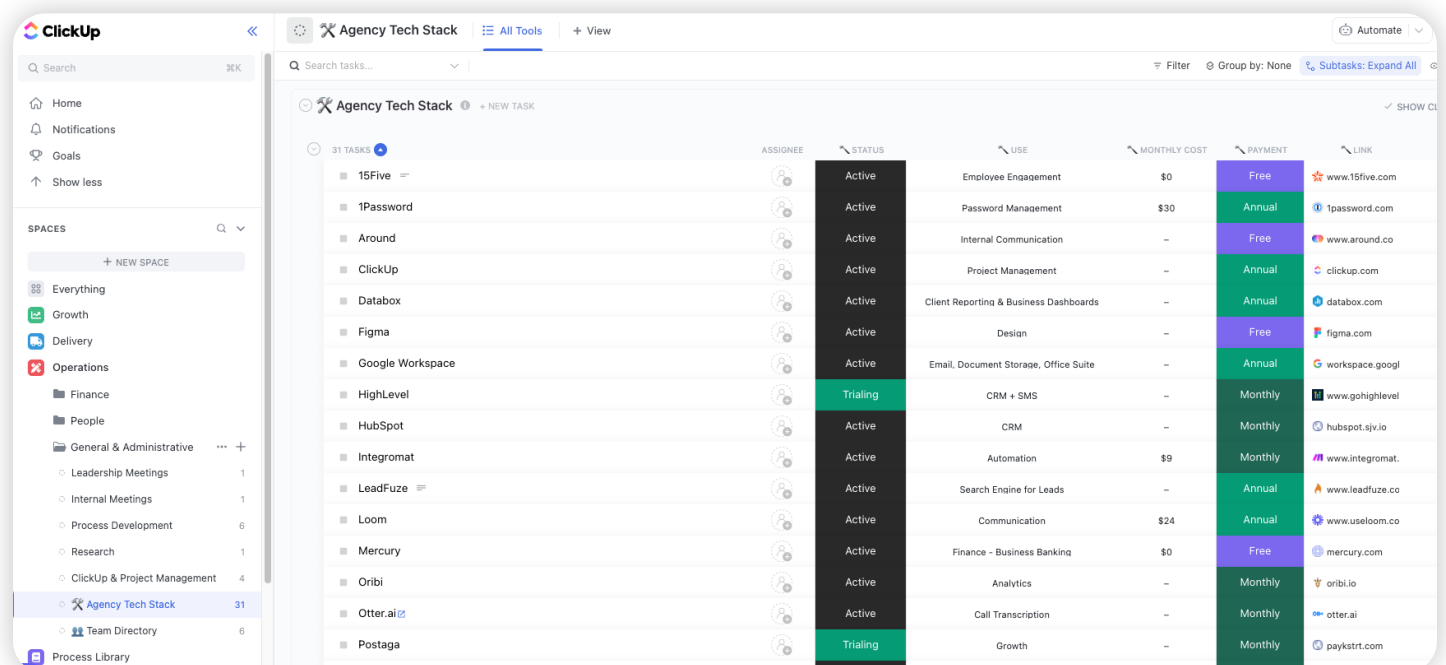 ClickUp
Search ⌘K
Home
Notifications
Goals
Show less
SPACES
+ NEW SPACE
Everything
Growth
Delivery
Operations
Finance
People
General & Administrative
Leadership Meetings 1
Internal Meetings 1
Process Development 6
Research 1
ClickUp & Project Management 4
Agency Tech Stack 31
Team Directory 6
Process Library
Agency Tech Stack All Tools + View Automate
Search tasks... Filter Group by: None Subtasks: Expand All
Agency Tech Stack + NEW TASK SHOW CL
31 TASKS ASSIGNEE STATUS USE MONTHLY COST PAYMENT LINK
15Five Active Employee Engagement $0 Free www.15five.com
1Password Active Password Management $30 Annual 1password.com
Around Active Internal Communication – Free www.around.co
ClickUp Active Project Management – Annual clickup.com
Databox Active Client Reporting & Business Dashboards – Annual databox.com
Figma Active Design – Free figma.com
Google Workspace Active Email, Document Storage, Office Suite – Annual workspace.googl
HighLevel Trialing CRM + SMS – Monthly www.gohighlevel
HubSpot Active CRM – Monthly hubspot.sjv.io
Integromat Active Automation $9 Monthly www.integromat.
LeadFuze Active Search Engine for Leads – Annual www.leadfuze.co
Loom Active Communication $24 Annual www.useloom.co
Mercury Active Finance - Business Banking $0 Free mercury.com
Oribi Active Analytics – Monthly oribi.io
Otter.ai Active Call Transcription – Monthly otter.ai
Postaga Trialing Growth – Monthly paykstrt.com